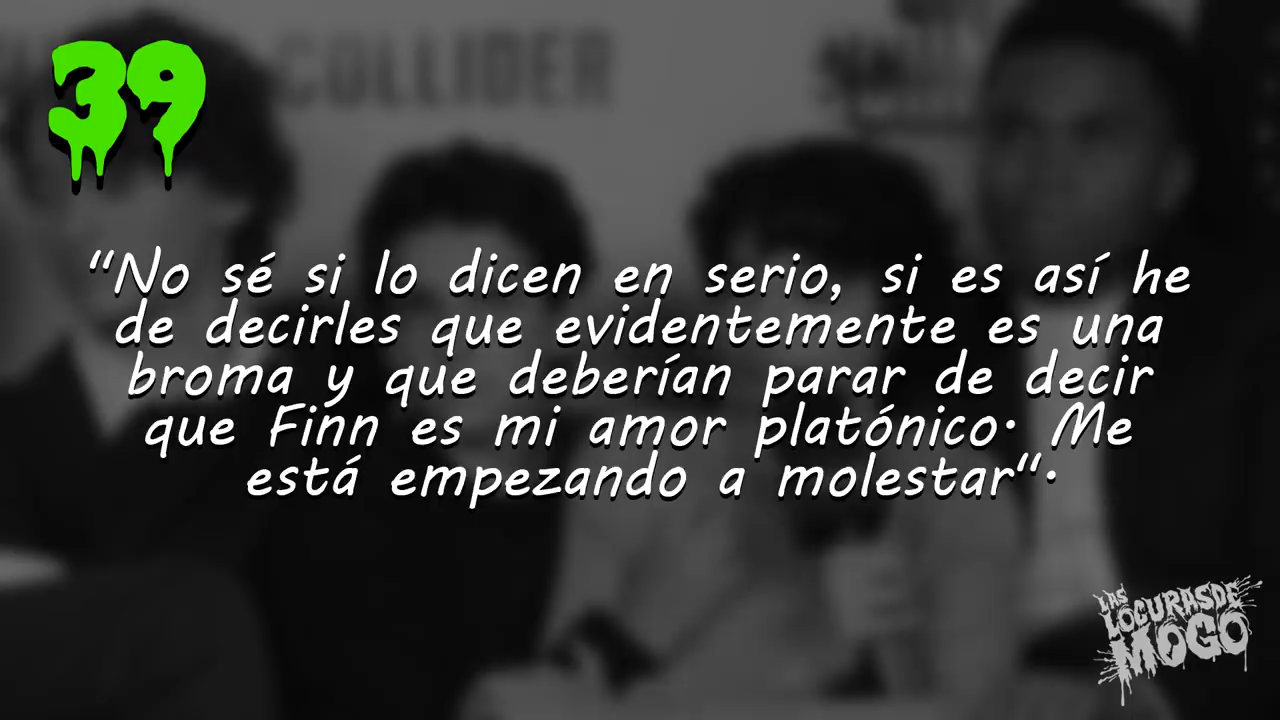 39
COLLIDER
“No sé si lo dicen en serio, si es así he
de decirles que evidentemente es una
broma y que deberían parar de decir
que Finn es mi amor platónico. Me
está empezando a molestar“.
LAS
LOCURAS DE
MOGO